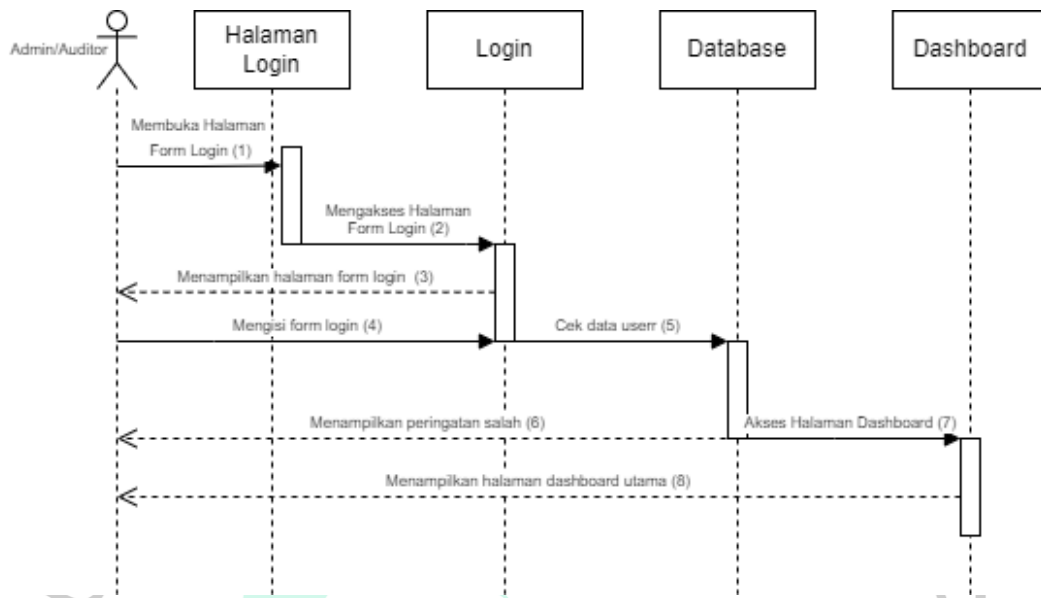 Admin/Auditor
Halaman
Login
Login
Database
Dashboard
Membuka Halaman
Form Login (1)
Mengakses Halaman
Form Login (2)
Menampilkan halaman form login (3)
Mengisi form login (4)
Cek data userr (5)
Menampilkan peringatan salah (6)
Akses Halaman Dashboard (7)
Menampilkan halaman dashboard utama (8)